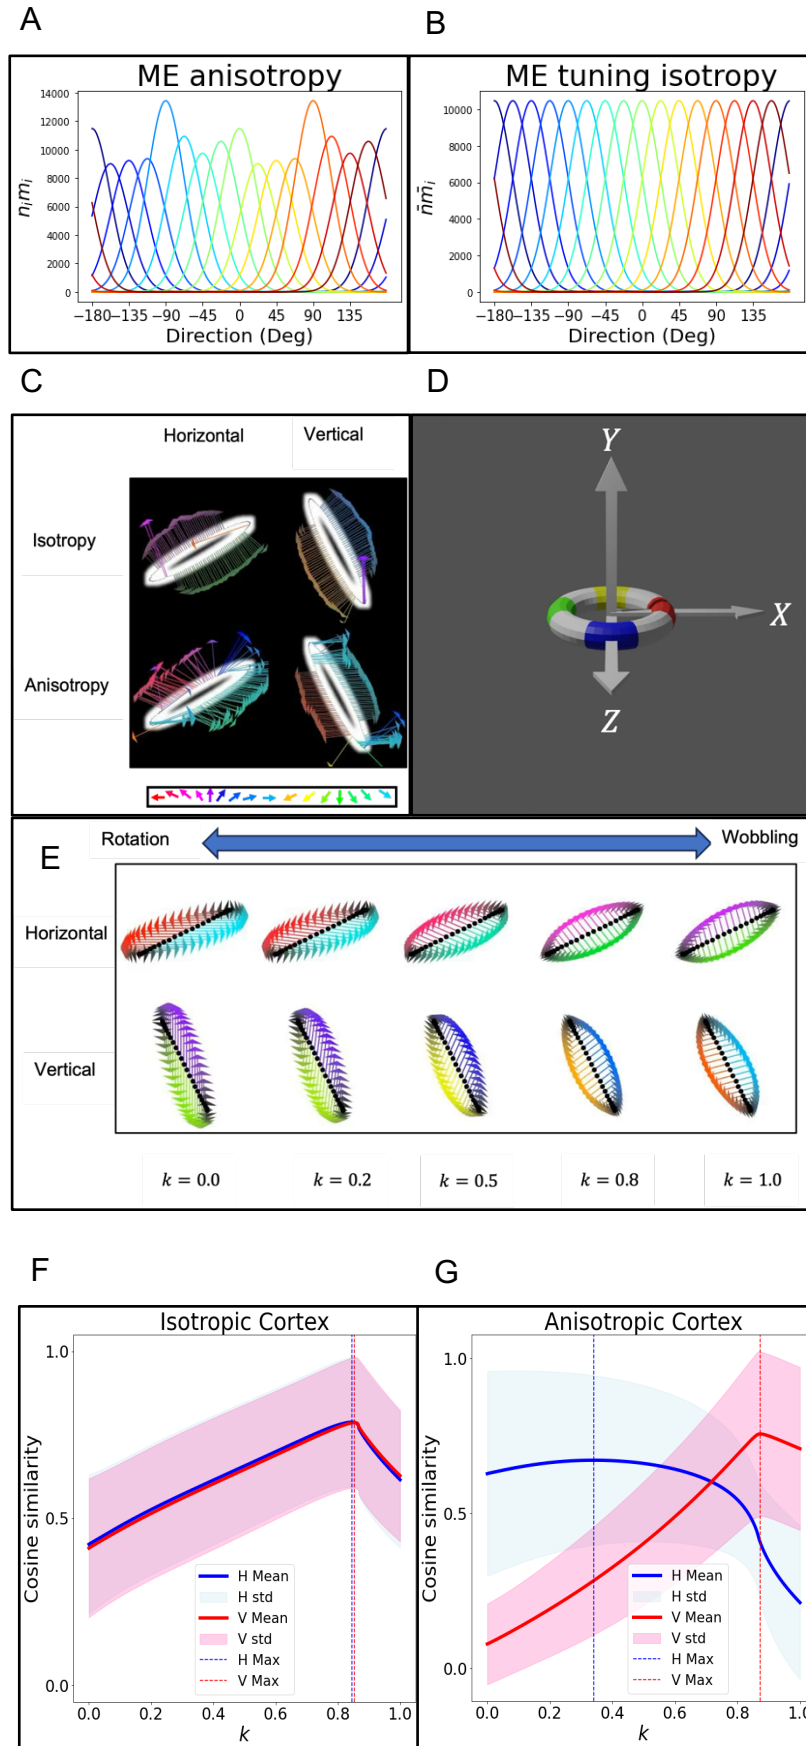 A
B
ME anisotropy
ME tuning isotropy
14000
12000
10000
8000
6000
4000
2000
0
n_i m_i
−180 −135 −90 −45 0 45 90 135
Direction (Deg)
10000
8000
6000
4000
2000
0
n̄m̄_i
−180 −135 −90 −45 0 45 90 135
Direction (Deg)
C
D
Horizontal Vertical
Isotropy
Anisotropy
Y
X
Z
E
Rotation Wobbling
Horizontal
Vertical
k = 0.0 k = 0.2 k = 0.5 k = 0.8 k = 1.0
F
G
Isotropic Cortex
Anisotropic Cortex
1.0
0.5
0.0
Cosine similarity
H Mean
H std
V Mean
V std
H Max
V Max
0.0 0.2 0.4 0.6 0.8 1.0
k
1.0
0.5
0.0
Cosine similarity
H Mean
H std
V Mean
V std
H Max
V Max
0.0 0.2 0.4 0.6 0.8 1.0
k